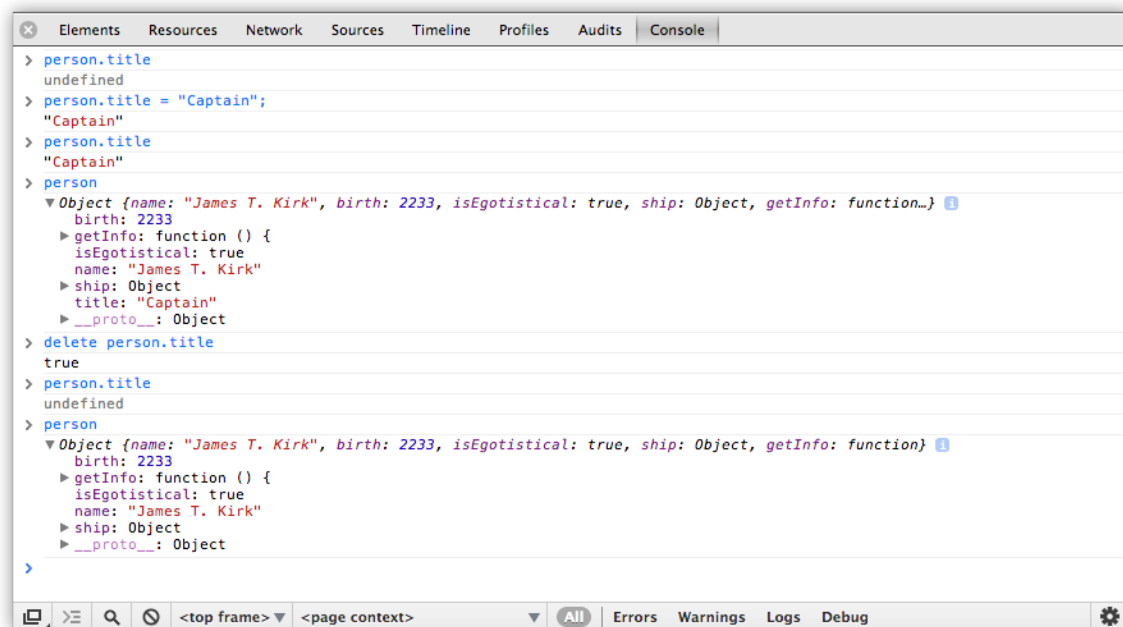 Elements Resources Network Sources Timeline Profiles Audits Console
> person.title
undefined
> person.title = "Captain";
"Captain"
> person.title
"Captain"
> person
▼Object {name: "James T. Kirk", birth: 2233, isEgotistical: true, ship: Object, getInfo: function…} i
birth: 2233
▶ getInfo: function () {
isEgotistical: true
name: "James T. Kirk"
▶ ship: Object
title: "Captain"
▶ __proto__: Object
> delete person.title
true
> person.title
undefined
> person
▼Object {name: "James T. Kirk", birth: 2233, isEgotistical: true, ship: Object, getInfo: function} i
birth: 2233
▶ getInfo: function () {
isEgotistical: true
name: "James T. Kirk"
▶ ship: Object
▶ __proto__: Object
>
<top frame> ▼ <page context> ▼ All Errors Warnings Logs Debug